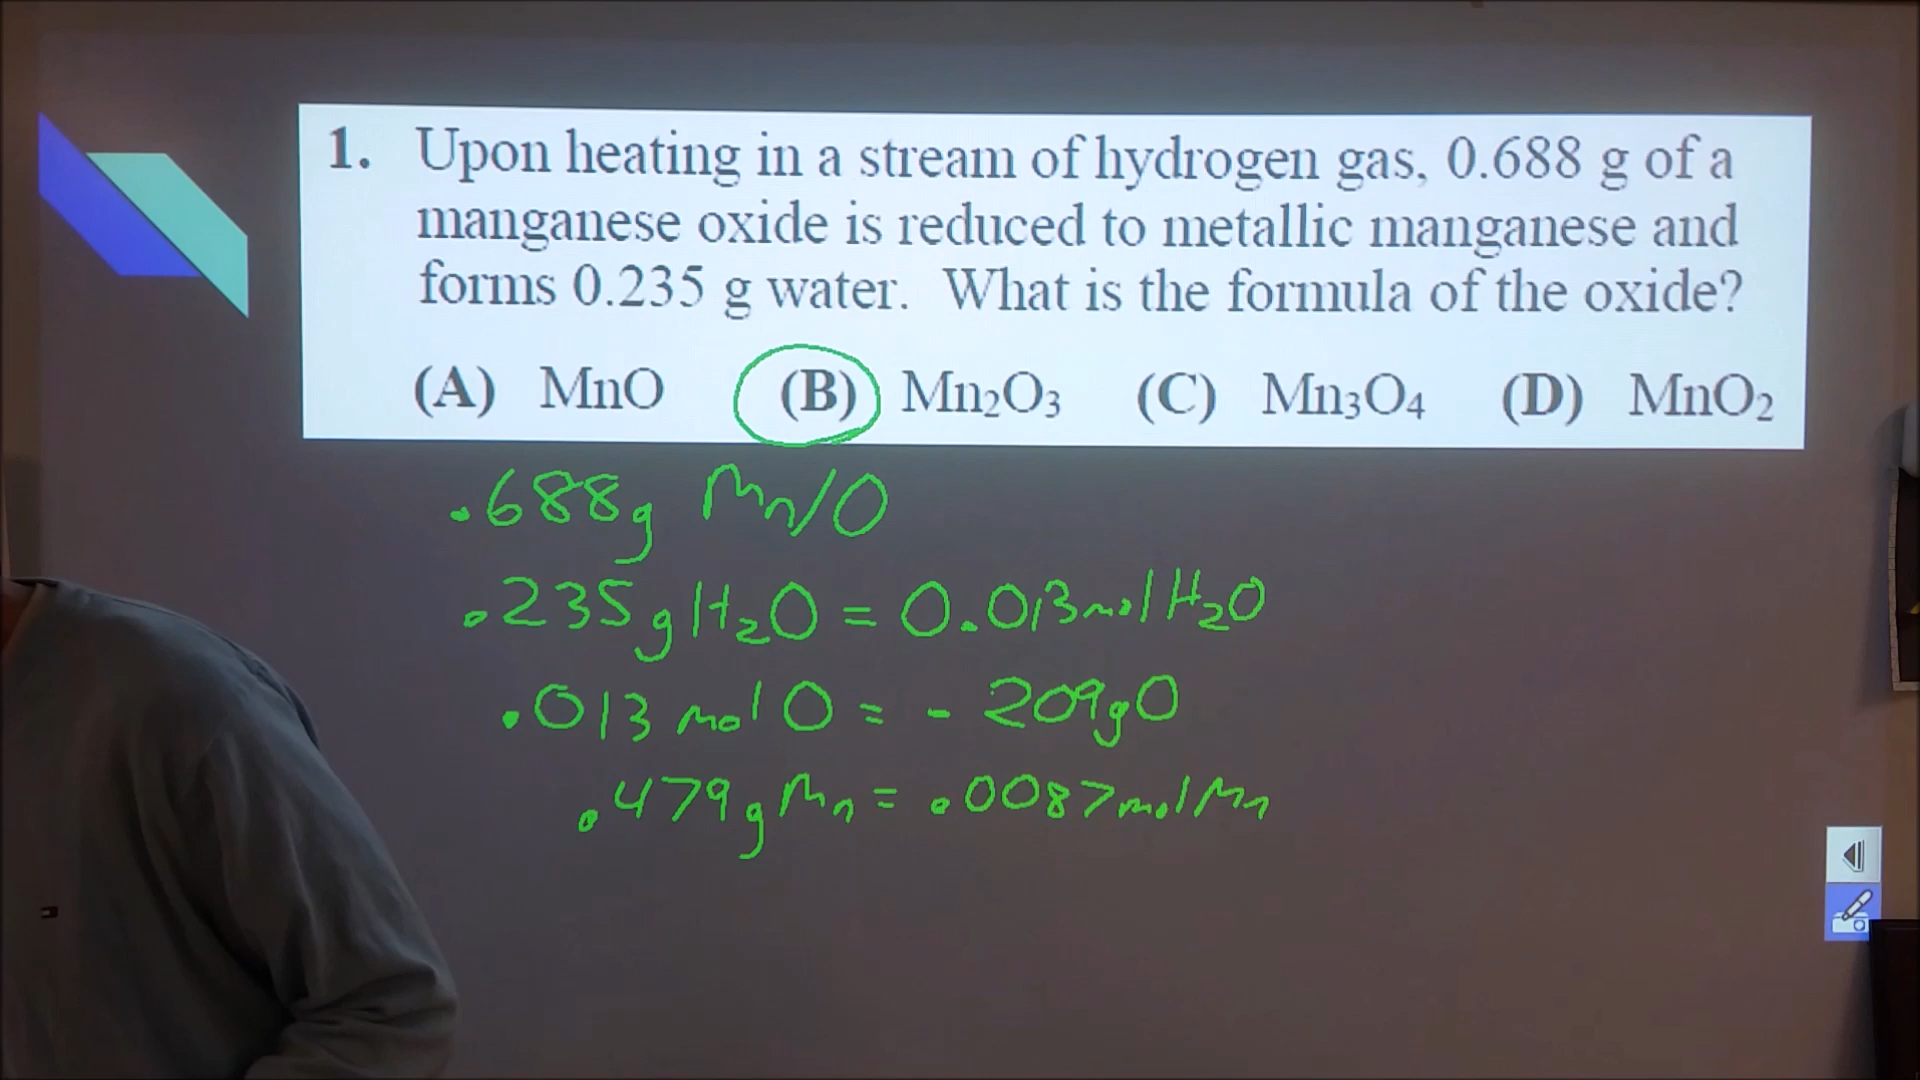 1. Upon heating in a stream of hydrogen gas, 0.688 g of a
manganese oxide is reduced to metallic manganese and
forms 0.235 g water. What is the formula of the oxide?
(A) MnO (B) Mn₂O₃ (C) Mn₃O₄ (D) MnO₂
.688g Mn/O
.235g H₂O = 0.013mol H₂O
.013 mol O = - 209gO
.479g Mn = .0087mol Mn